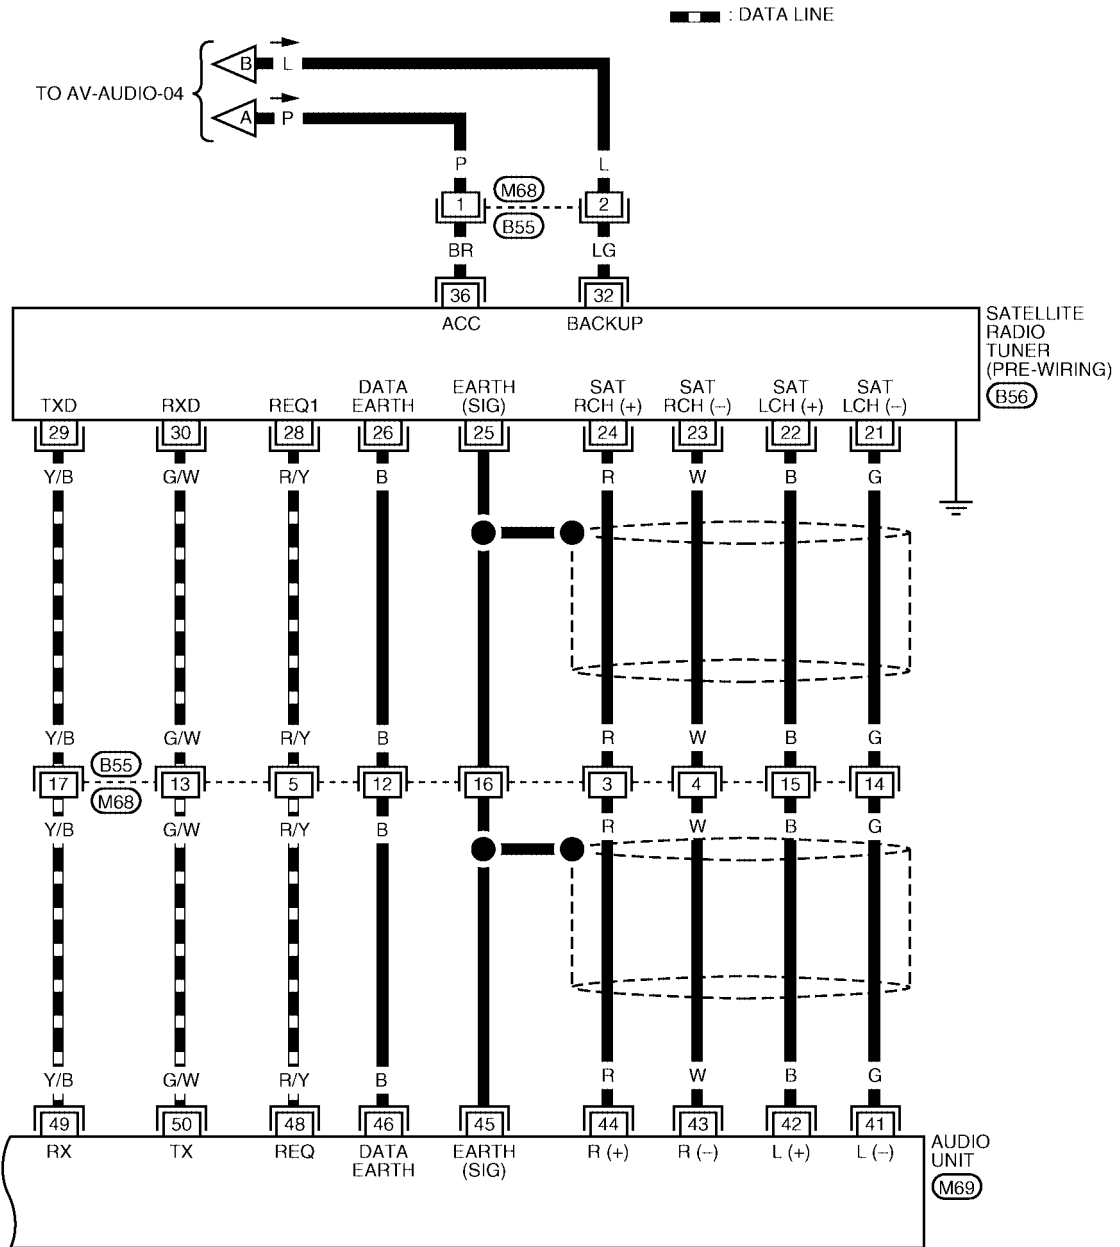 : DATA LINE
B L
TO AV-AUDIO-04
A P
P L
1 M68 2
B55
BR LG
36 32
ACC BACKUP
SATELLITE
RADIO
TUNER
(PRE-WIRING)
B56
TXD RXD REQ1 DATA EARTH EARTH (SIG) SAT RCH (+) SAT RCH (–) SAT LCH (+) SAT LCH (–)
29 30 28 26 25 24 23 22 21
Y/B G/W R/Y B R W B G
Y/B G/W R/Y B R W B G
B55
17 13 5 12 16 3 4 15 14
M68
Y/B G/W R/Y B R W B G
Y/B G/W R/Y B R W B G
49 50 48 46 45 44 43 42 41
RX TX REQ DATA EARTH EARTH (SIG) R (+) R (–) L (+) L (–)
AUDIO
UNIT
M69